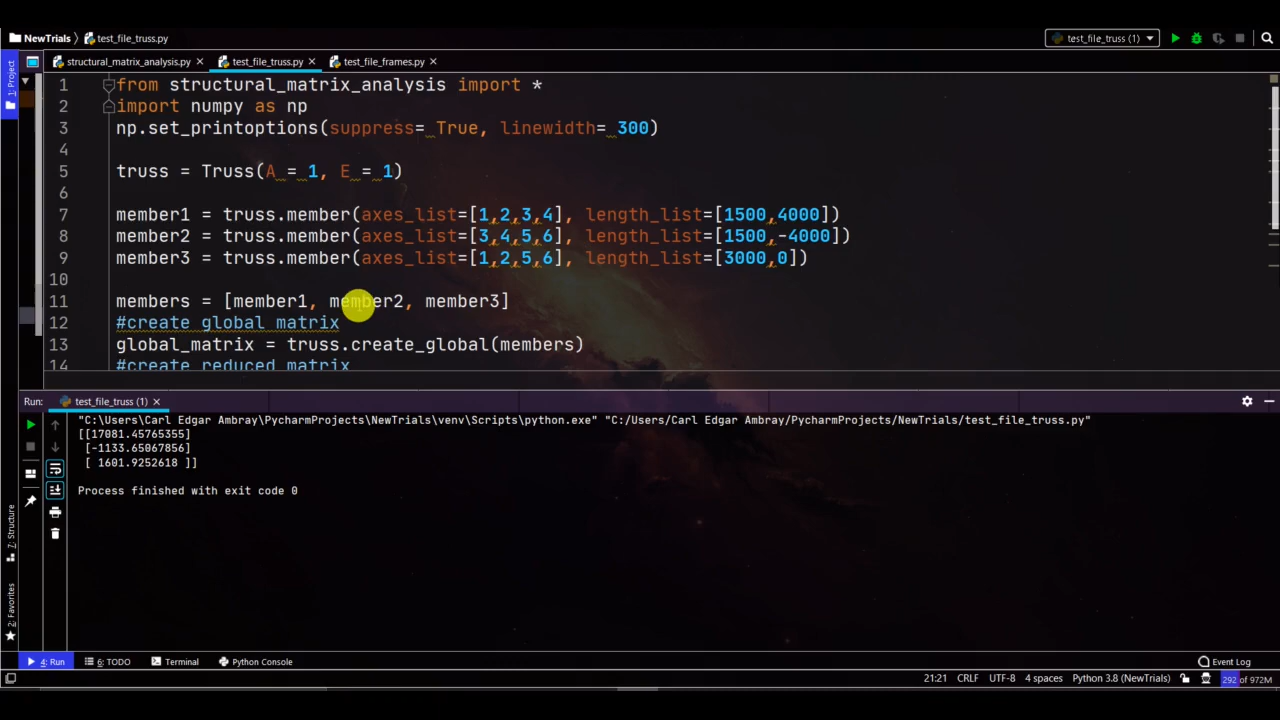 NewTrials test_file_truss.py test_file_truss (1)
structural_matrix_analysis.py test_file_truss.py test_file_frames.py
1: Project
1 from structural_matrix_analysis import *
2 import numpy as np
3 np.set_printoptions(suppress= True, linewidth= 300)
4
5 truss = Truss(A = 1, E = 1)
6
7 member1 = truss.member(axes_list=[1,2,3,4], length_list=[1500,4000])
8 member2 = truss.member(axes_list=[3,4,5,6], length_list=[1500,-4000])
9 member3 = truss.member(axes_list=[1,2,5,6], length_list=[3000,0])
10
11 members = [member1, member2, member3]
12 #create global matrix
13 global_matrix = truss.create_global(members)
14 #create reduced matrix
Run: test_file_truss (1)
"C:\Users\Carl Edgar Ambray\PycharmProjects\NewTrials\venv\Scripts\python.exe" "C:/Users/Carl Edgar Ambray/PycharmProjects/NewTrials/test_file_truss.py"
[[17081.45765355]
[-1133.65067856]
[ 1601.9252618 ]]
Process finished with exit code 0
7: Structure
2: Favorites
4: Run 6: TODO Terminal Python Console Event Log
21:21 CRLF UTF-8 4 spaces Python 3.8 (NewTrials) 292 of 972M